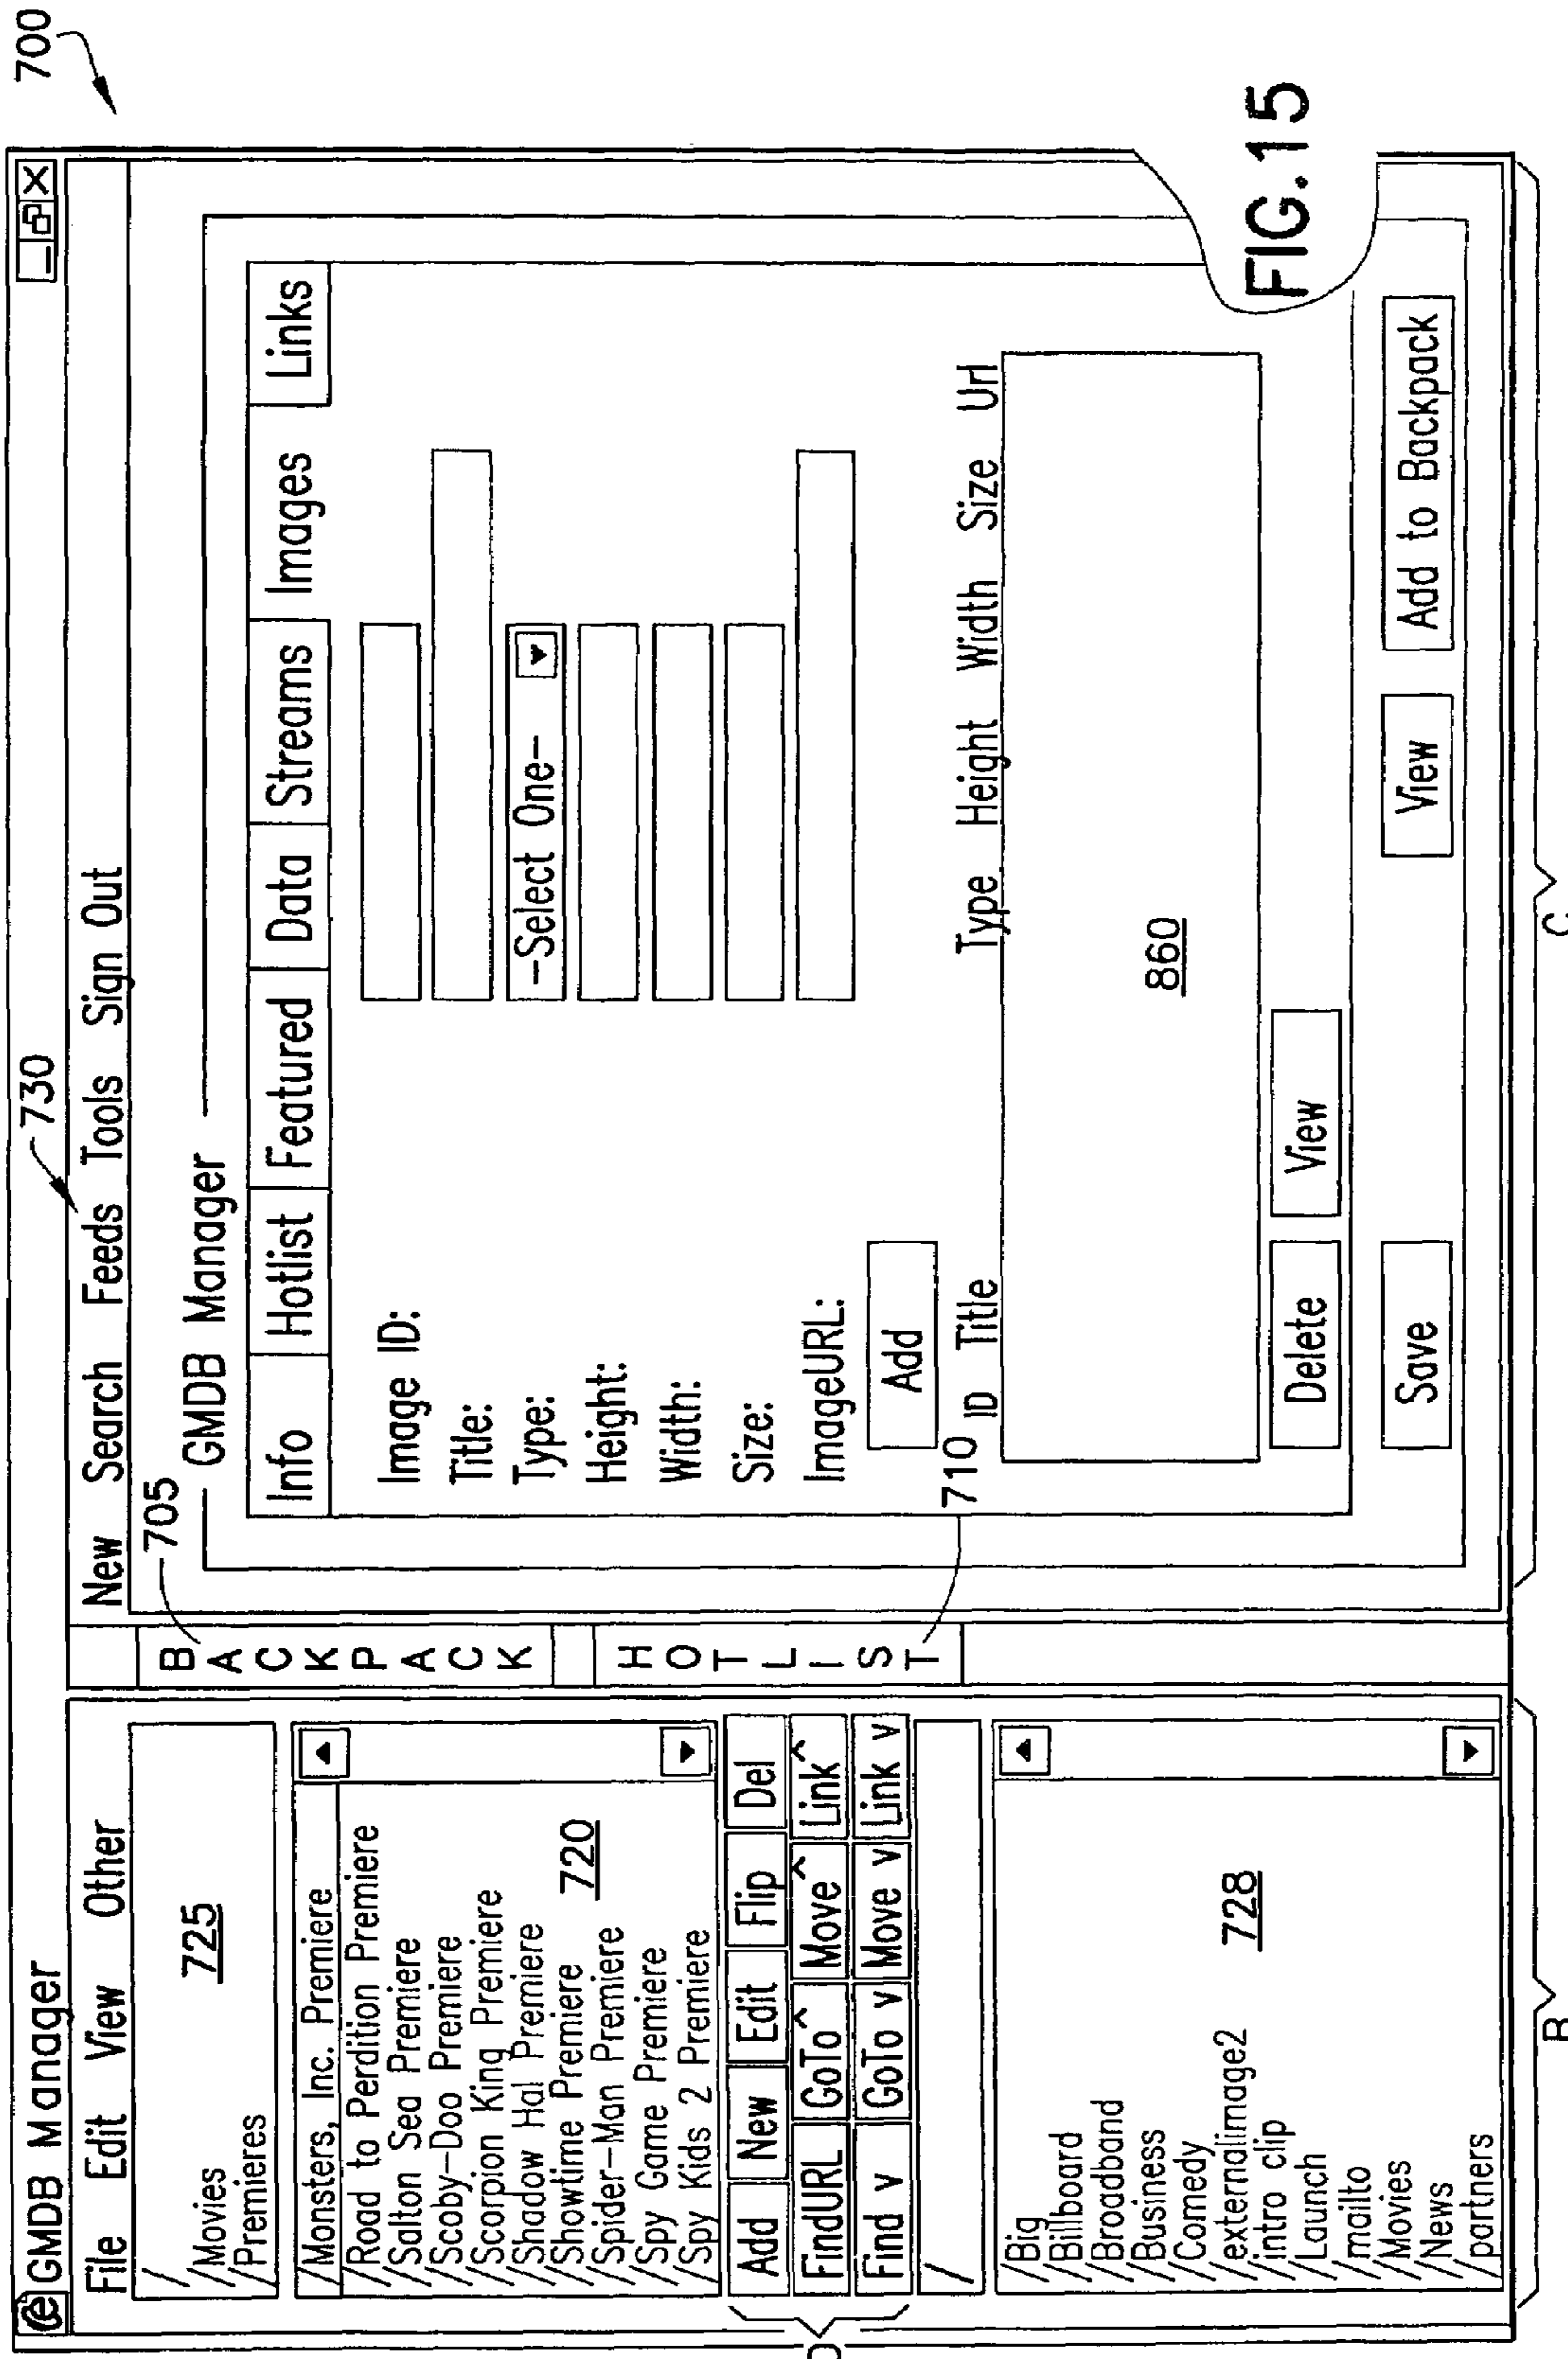 700
GMDB Manager
File Edit View Other
725
/
/Movies
/Premieres
/Monsters, Inc. Premiere
/Road to Perdition Premiere
/Salton Sea Premiere
/Scoby-Doo Premiere
/Scorpion King Premiere
/Shadow Hal Premiere
/Showtime Premiere
/Spider-Man Premiere
/Spy Game Premiere
/Spy Kids 2 Premiere
720
Add New Edit Flip Del
FindURL GoTo ^ Move ^ Link ^
Find v GoTo v Move v Link v
/
/Big
/Billboard
/Broadband
/Business
/Comedy
/externalimage2
/intro clip
/Launch
/mailto
/Movies
/News
/partners
728
D
B
BACKPACK
705
HOTLIST
710
730
New Search Feeds Tools Sign Out
GMDB Manager
Info Hotlist Featured Data Streams Images Links
Image ID:
Title:
Type: -Select One-
Height:
Width:
Size:
ImageURL:
Add
ID Title Type Height Width Size Url
860
Delete View
Save View Add to Backpack
C
FIG.15